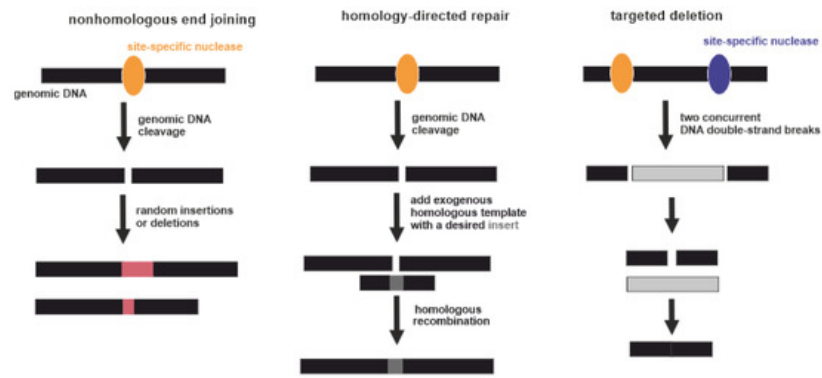 nonhomologous end joining
site-specific nuclease
genomic DNA
genomic DNA
cleavage
random insertions
or deletions
homology-directed repair
genomic DNA
cleavage
add exogenous
homologous template
with a desired insert
homologous
recombination
targeted deletion
site-specific nuclease
two concurrent
DNA double-strand breaks